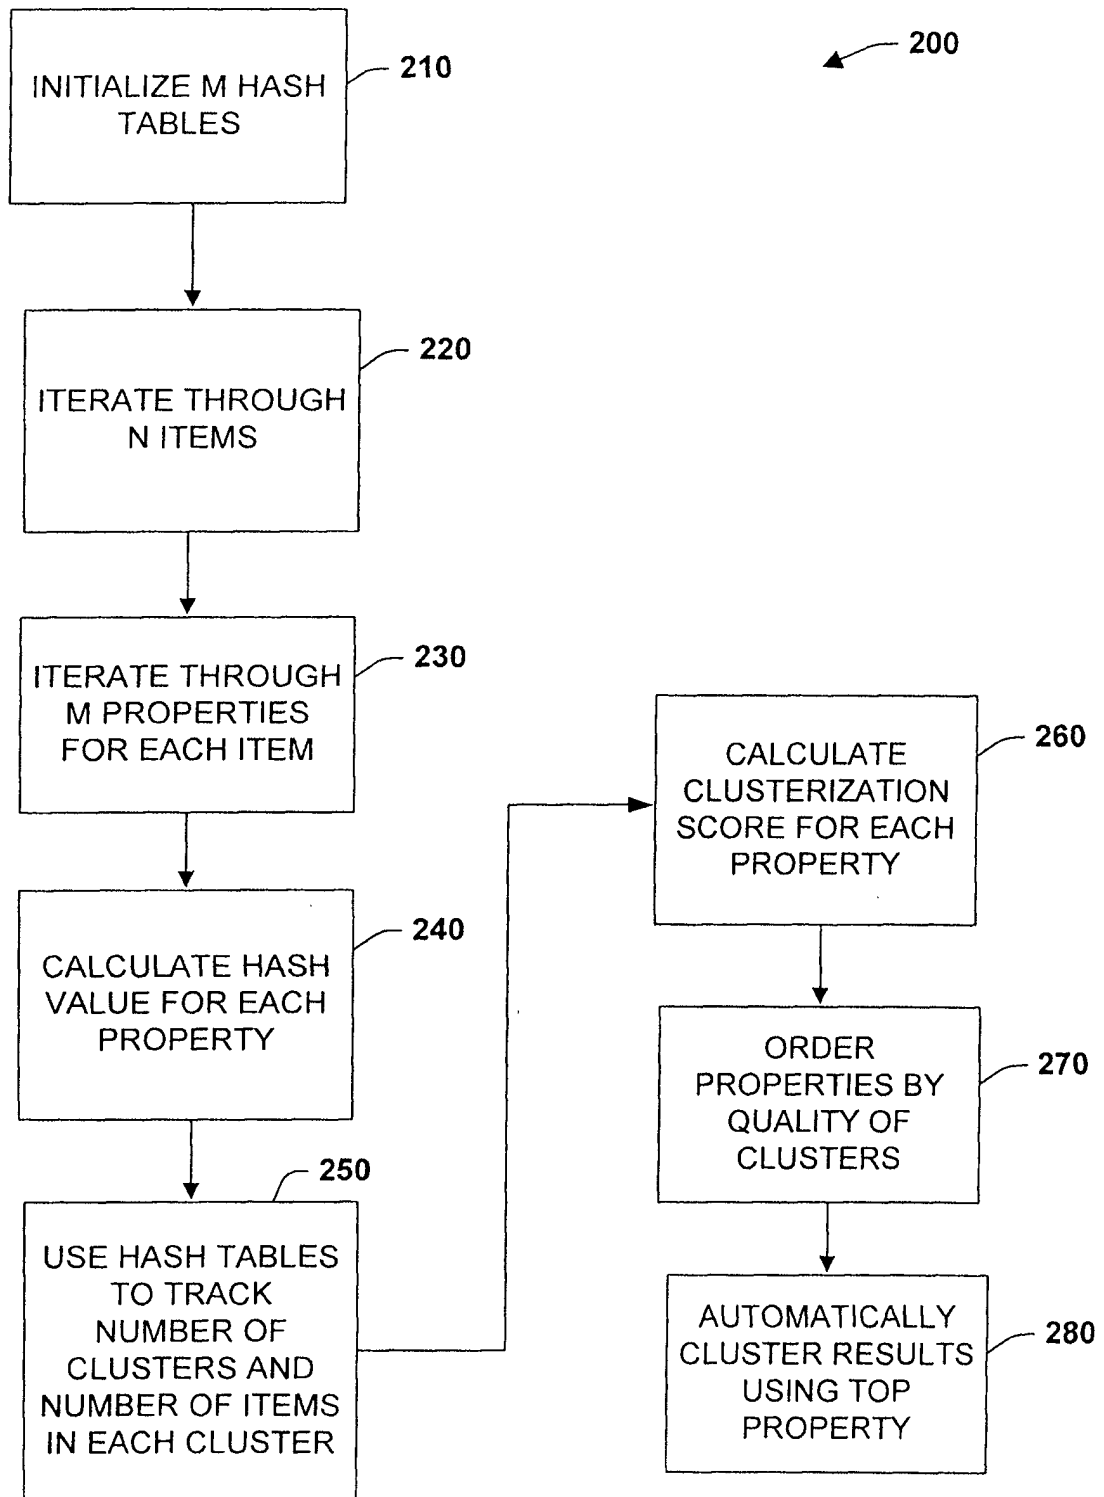 200
210
INITIALIZE M HASH
TABLES
220
ITERATE THROUGH
N ITEMS
230
ITERATE THROUGH
M PROPERTIES
FOR EACH ITEM
240
CALCULATE HASH
VALUE FOR EACH
PROPERTY
250
USE HASH TABLES
TO TRACK
NUMBER OF
CLUSTERS AND
NUMBER OF ITEMS
IN EACH CLUSTER
260
CALCULATE
CLUSTERIZATION
SCORE FOR EACH
PROPERTY
270
ORDER
PROPERTIES BY
QUALITY OF
CLUSTERS
280
AUTOMATICALLY
CLUSTER RESULTS
USING TOP
PROPERTY